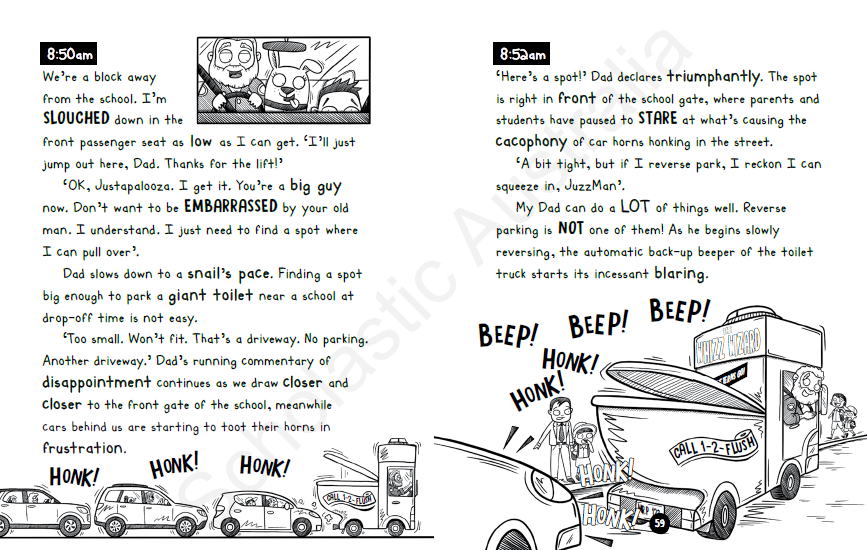 8:50am
We're a block away
from the school. I'm
SLOUCHED down in the
front passenger seat as low as I can get. ‘I'll just
jump out here, Dad. Thanks for the lift!’
‘OK, Justapalooza. I get it. You're a big guy
now. Don't want to be EMBARRASSED by your old
man. I understand. I just need to find a spot where
I can pull over’.
Dad slows down to a snail's pace. Finding a spot
big enough to park a giant toilet near a school at
drop-off time is not easy.
‘Too small. Won't fit. That's a driveway. No parking.
Another driveway.’ Dad's running commentary of
disappointment continues as we draw closer and
closer to the front gate of the school, meanwhile
cars behind us are starting to toot their horns in
frustration.
HONK!
HONK!
HONK!
CALL 1-2-FLUSH
8:52am
‘Here's a spot!’ Dad declares triumphantly. The spot
is right in front of the school gate, where parents and
students have paused to STARE at what's causing the
cacophony of car horns honking in the street.
‘A bit tight, but if I reverse park, I reckon I can
squeeze in, JuzzMan’.
My Dad can do a LOT of things well. Reverse
parking is NOT one of them! As he begins slowly
reversing, the automatic back-up beeper of the toilet
truck starts its incessant blaring.
BEEP!
BEEP!
BEEP!
HONK!
HONK!
WHIZZ WIZARD
CALL 1-2-FLUSH
HONK!
HONK!
59
Scholastic Australia